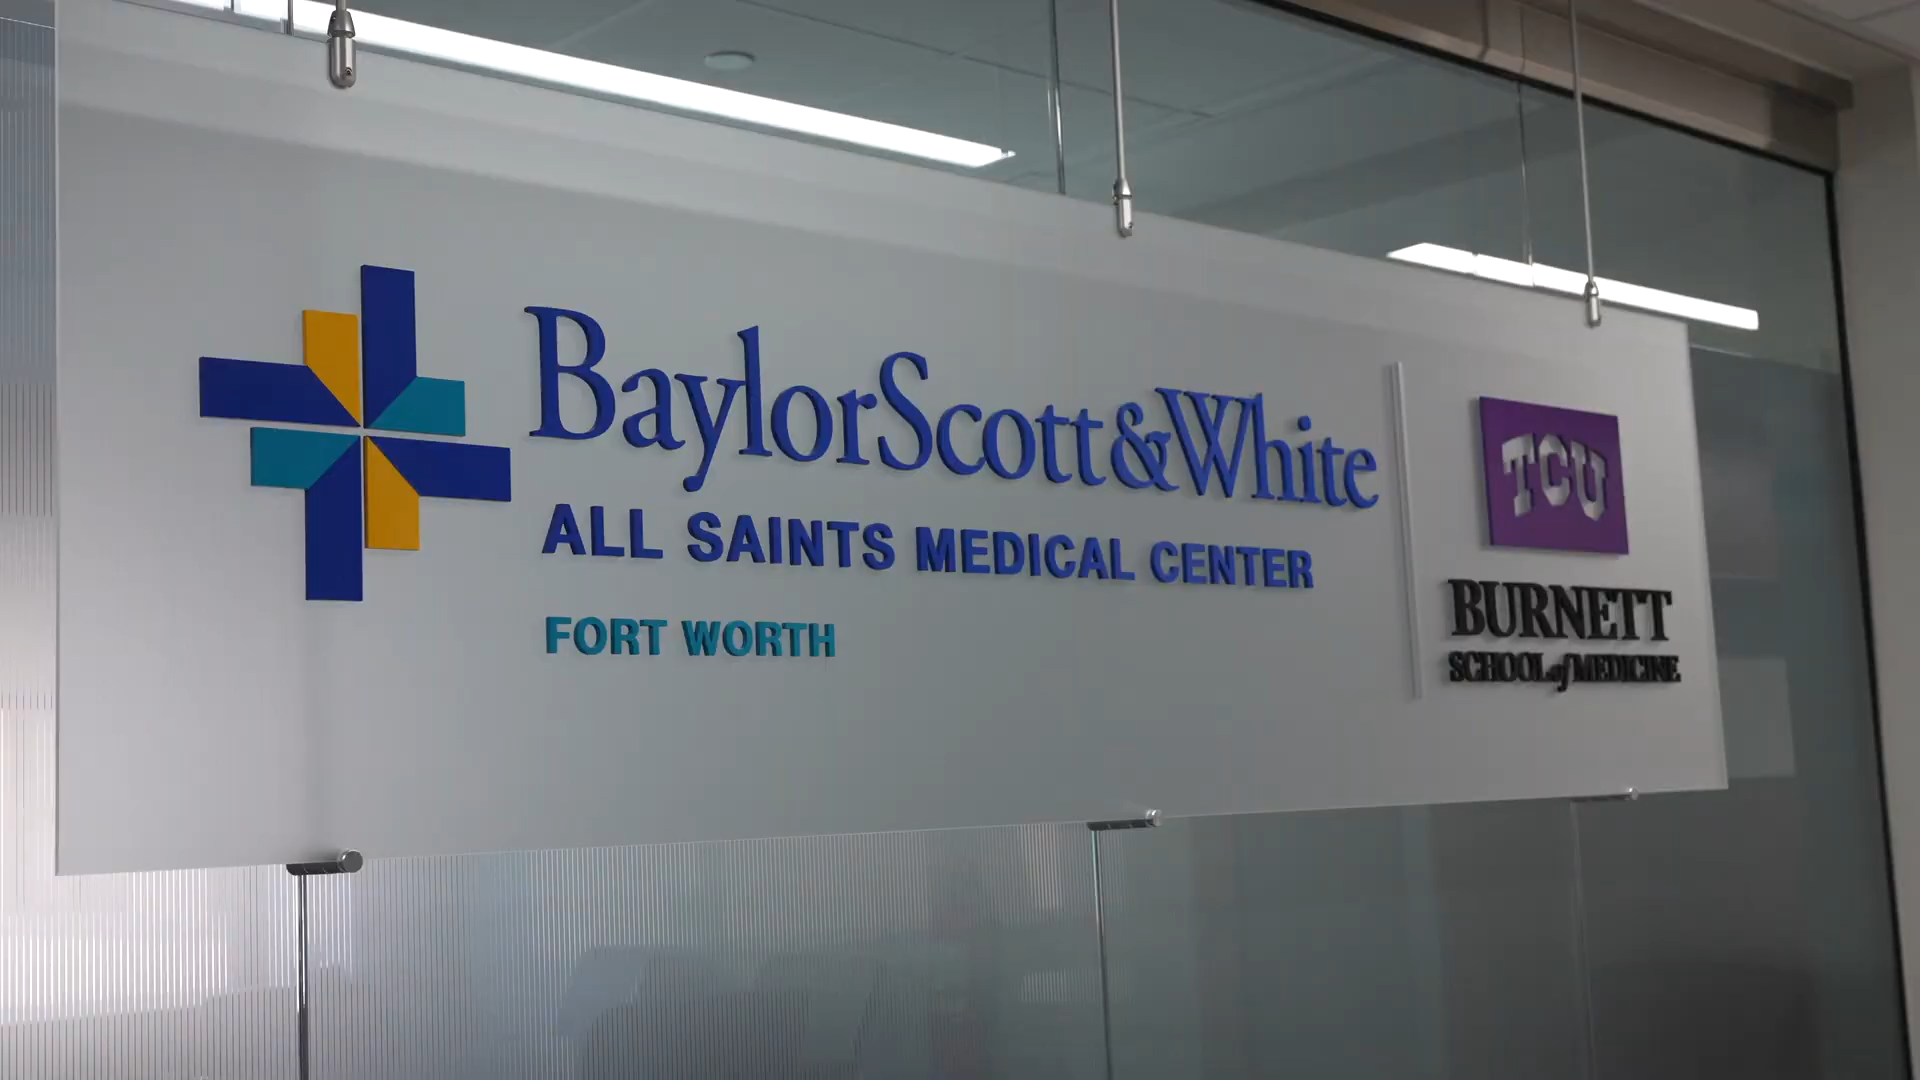 BaylorScott&White
ALL SAINTS MEDICAL CENTER
FORT WORTH
TCU
BURNETT
SCHOOL of MEDICINE